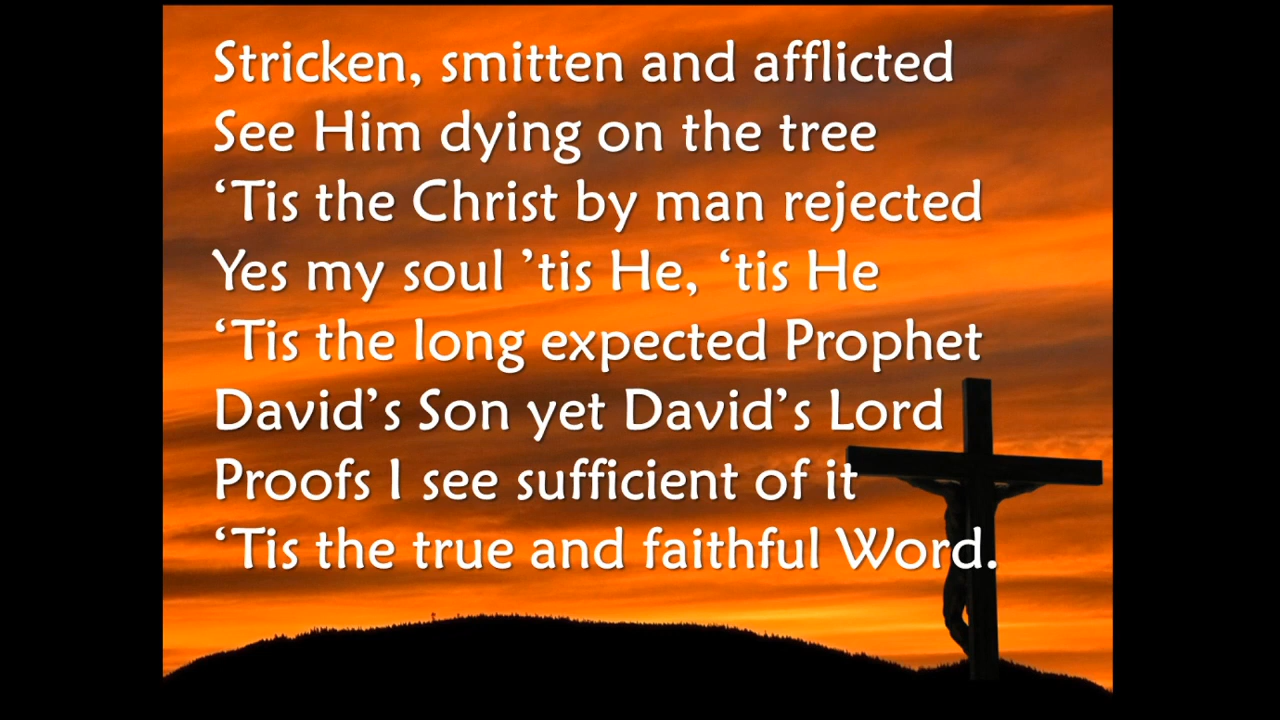 Stricken, smitten and afflicted
See Him dying on the tree
‘Tis the Christ by man rejected
Yes my soul ’tis He, ‘tis He
‘Tis the long expected Prophet
David’s Son yet David’s Lord
Proofs I see sufficient of it
‘Tis the true and faithful Word.